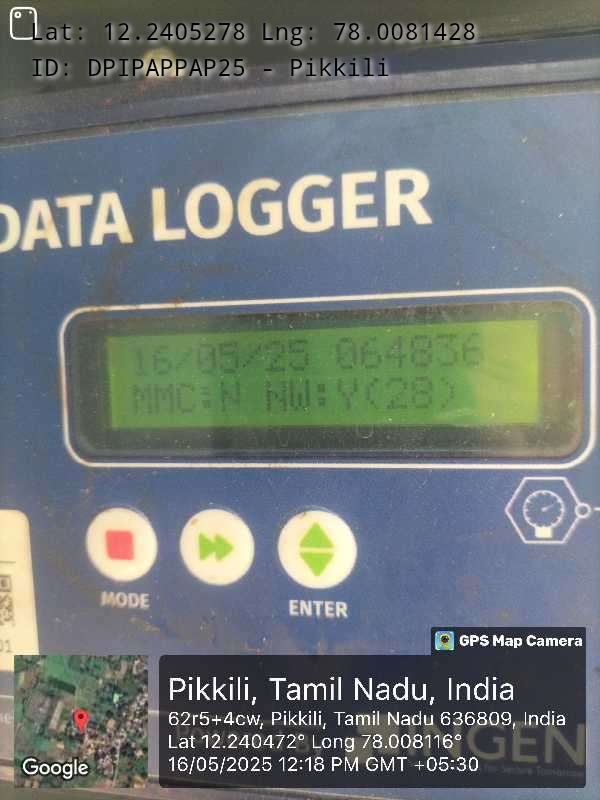 Lat: 12.2405278 Lng: 78.0081428
ID: DPIPAPPAP25 - Pikkili
DATA LOGGER
16/05/25 064836
MMC:N NW:Y(28)
MODE
ENTER
GPS Map Camera
Pikkili, Tamil Nadu, India
62r5+4cw, Pikkili, Tamil Nadu 636809, India
Lat 12.240472° Long 78.008116°
16/05/2025 12:18 PM GMT +05:30
Google